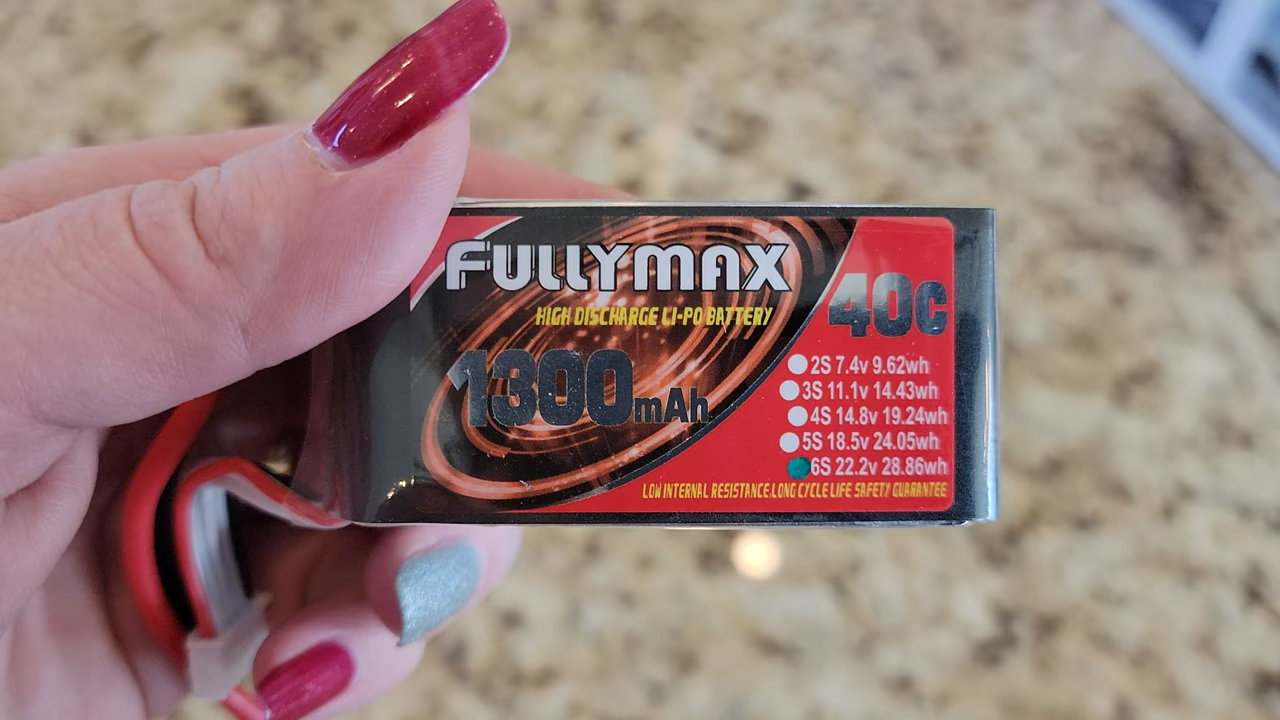 FULLYMAX
HIGH DISCHARGE LI-PO BATTERY
1300mAh
40C
2S 7.4v 9.62wh
3S 11.1v 14.43wh
4S 14.8v 19.24wh
5S 18.5v 24.05wh
6S 22.2v 28.86wh
LOW INTERNAL RESISTANCE,LONG CYCLE LIFE SAFETY GUARANTEE